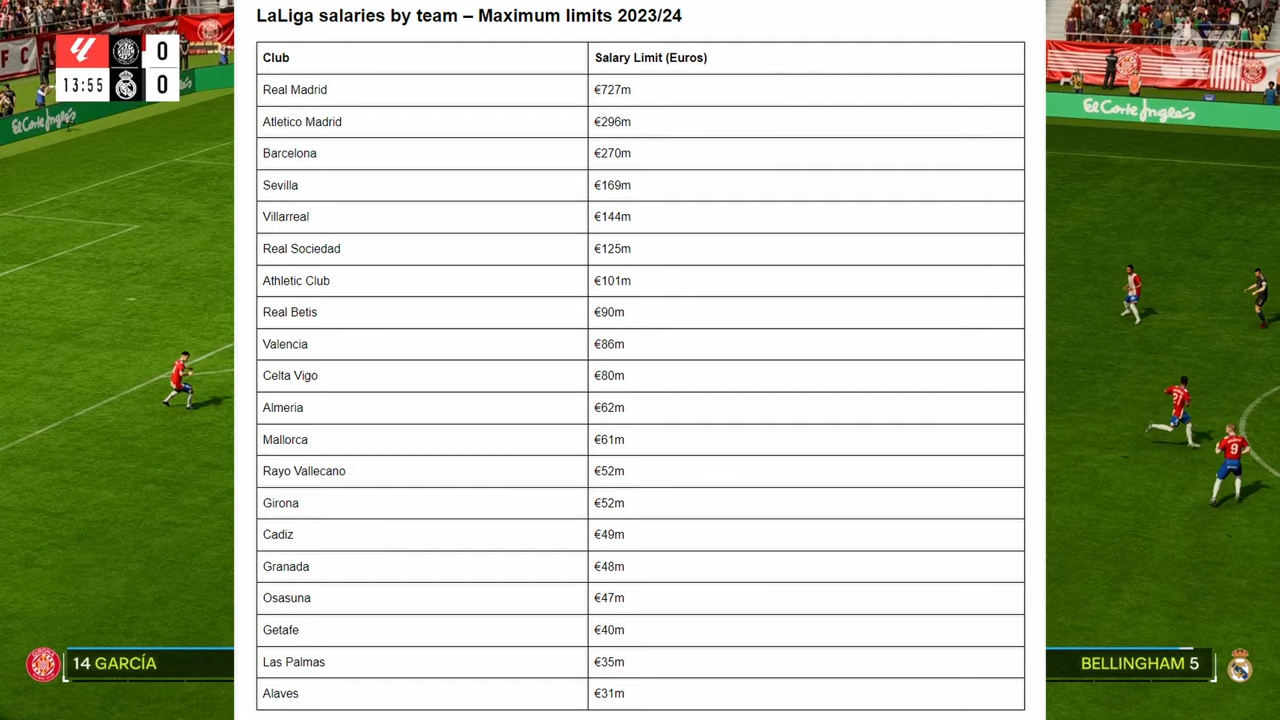 LaLiga salaries by team – Maximum limits 2023/24
Club Salary Limit (Euros)
Real Madrid €727m
Atletico Madrid €296m
Barcelona €270m
Sevilla €169m
Villarreal €144m
Real Sociedad €125m
Athletic Club €101m
Real Betis €90m
Valencia €86m
Celta Vigo €80m
Almeria €62m
Mallorca €61m
Rayo Vallecano €52m
Girona €52m
Cadiz €49m
Granada €48m
Osasuna €47m
Getafe €40m
Las Palmas €35m
Alaves €31m
0
13:55 0
FC
El Corte Inglés
El Corte Inglés
21
9
14 GARCÍA
BELLINGHAM 5